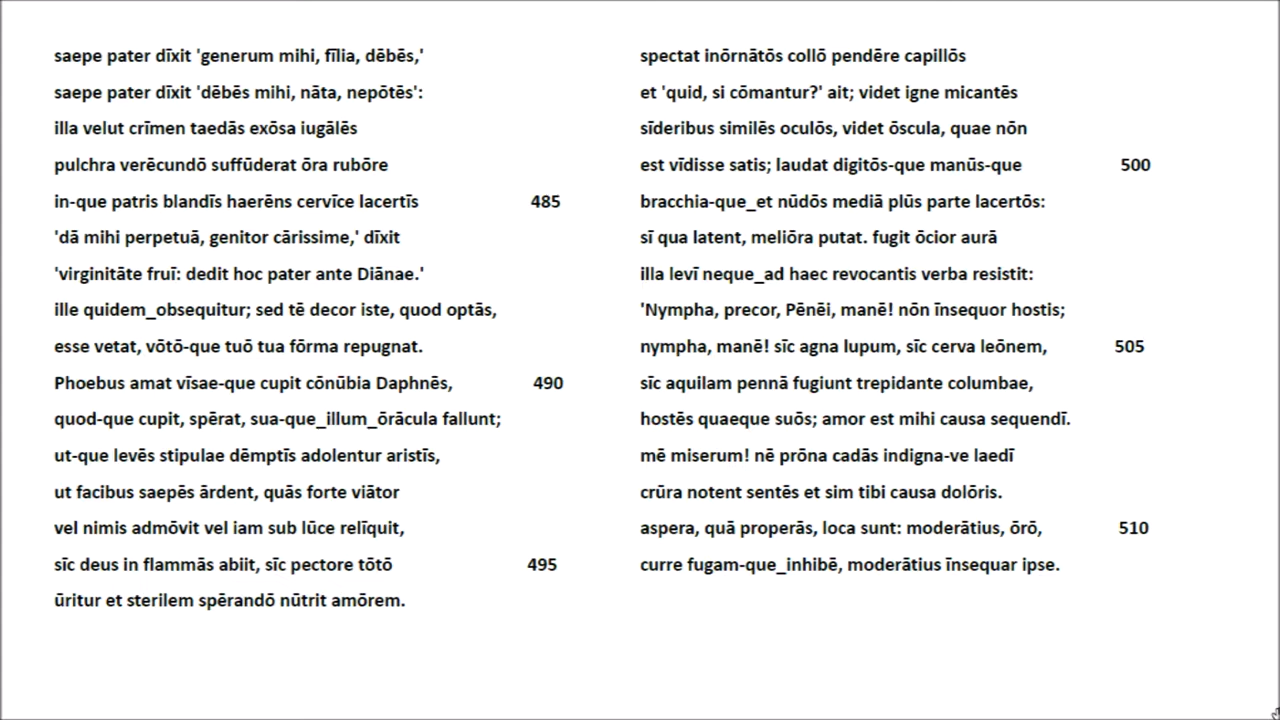 saepe pater dīxit 'generum mihi, fīlia, dēbēs,'
saepe pater dīxit 'dēbēs mihi, nāta, nepōtēs':
illa velut crīmen taedās exōsa iugālēs
pulchra verēcundō suffūderat ōra rubōre
in-que patris blandīs haerēns cervīce lacertīs 485
'dā mihi perpetuā, genitor cārissime,' dīxit
'virginitāte fruī: dedit hoc pater ante Diānae.'
ille quidem_obsequitur; sed tē decor iste, quod optās,
esse vetat, vōtō-que tuō tua fōrma repugnat.
Phoebus amat vīsae-que cupit cōnūbia Daphnēs, 490
quod-que cupit, spērat, sua-que_illum_ōrācula fallunt;
ut-que levēs stipulae dēmptīs adolentur aristīs,
ut facibus saepēs ārdent, quās forte viātor
vel nimis admōvit vel iam sub lūce relīquit,
sīc deus in flammās abiit, sīc pectore tōtō 495
ūritur et sterilem spērandō nūtrit amōrem.
spectat inōrnātōs collō pendēre capillōs
et 'quid, si cōmantur?' ait; videt igne micantēs
sīderibus similēs oculōs, videt ōscula, quae nōn
est vīdisse satis; laudat digitōs-que manūs-que 500
bracchia-que_et nūdōs mediā plūs parte lacertōs:
sī qua latent, meliōra putat. fugit ōcior aurā
illa levī neque_ad haec revocantis verba resistit:
'Nympha, precor, Pēnēi, manē! nōn īnsequor hostis;
nympha, manē! sīc agna lupum, sīc cerva leōnem, 505
sīc aquilam pennā fugiunt trepidante columbae,
hostēs quaeque suōs; amor est mihi causa sequendī.
mē miserum! nē prōna cadās indigna-ve laedī
crūra notent sentēs et sim tibi causa dolōris.
aspera, quā properās, loca sunt: moderātius, ōrō, 510
curre fugam-que_inhibē, moderātius īnsequar ipse.